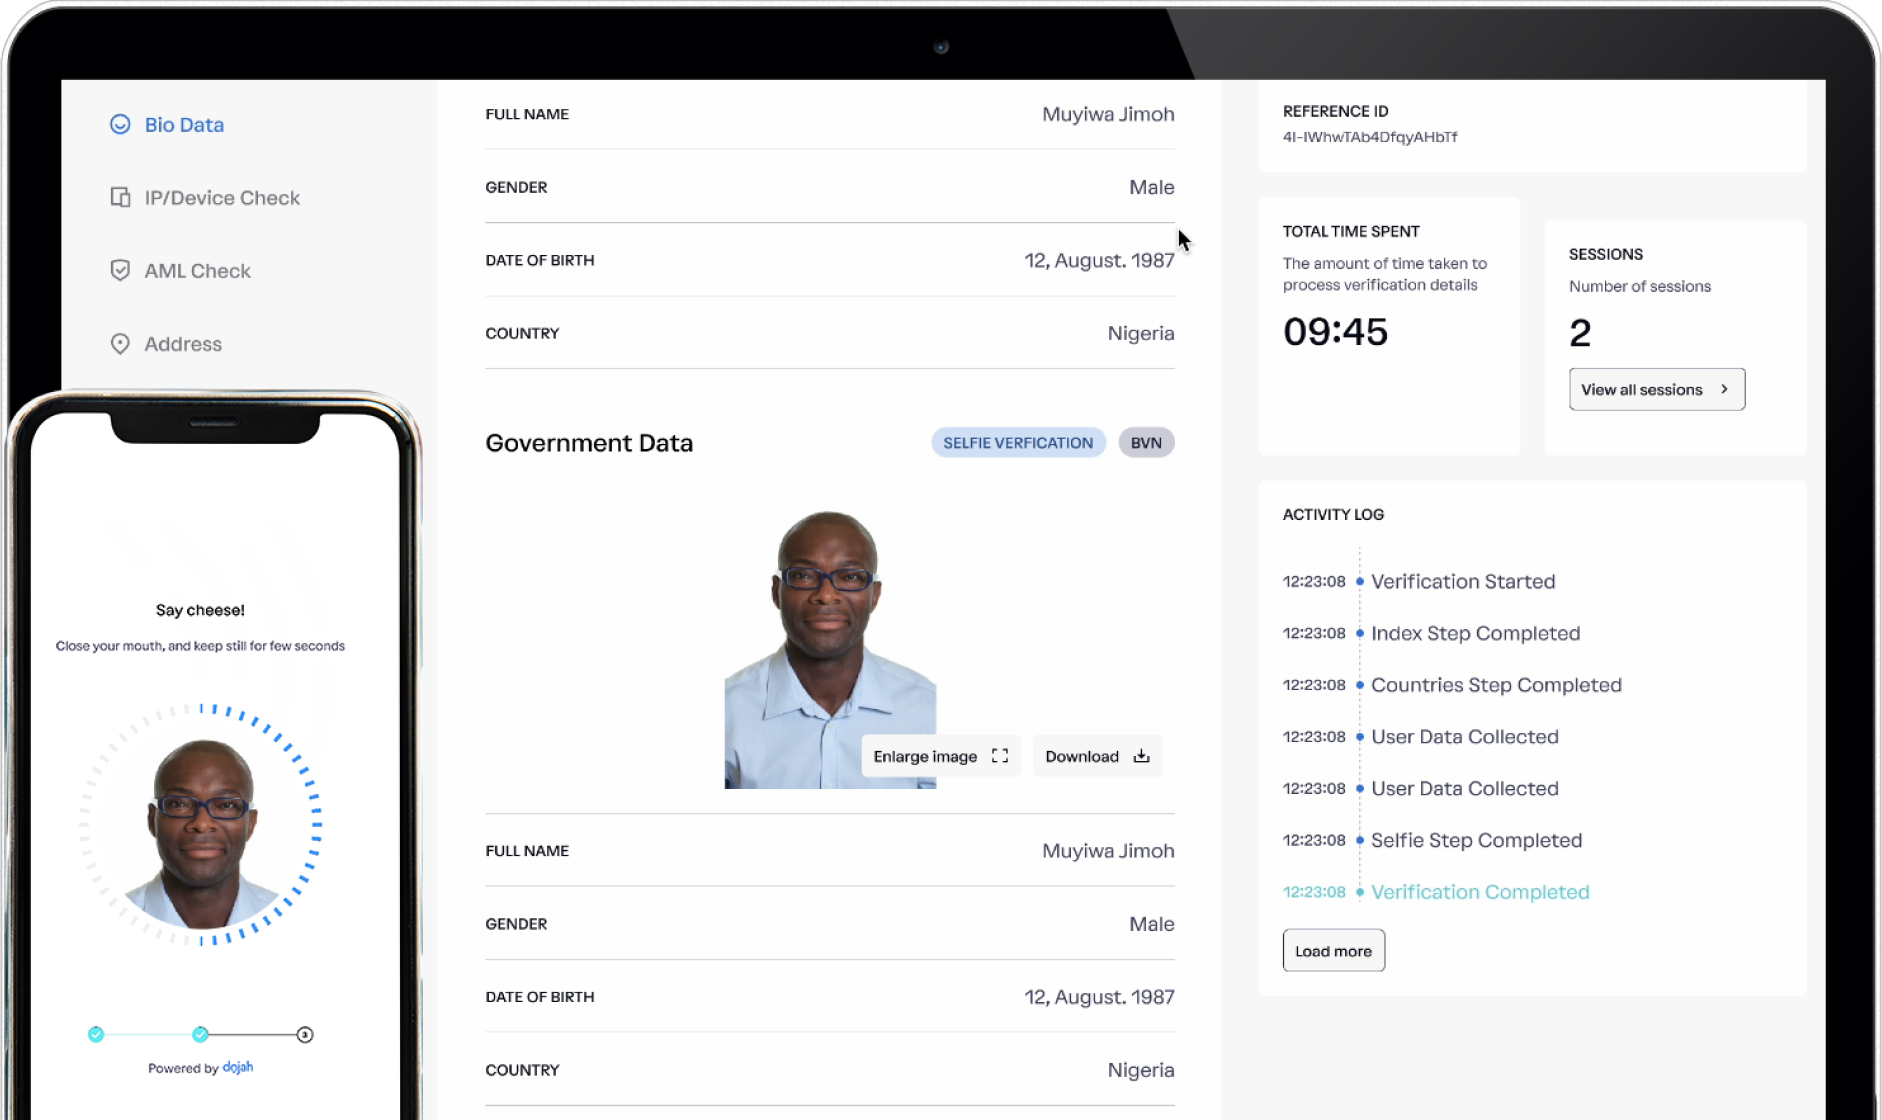 Bio Data
IP/Device Check
AML Check
Address
FULL NAME
Muyiwa Jimoh
GENDER
Male
DATE OF BIRTH
12, August. 1987
COUNTRY
Nigeria
Government Data
SELFIE VERFICATION
BVN
Enlarge image
Download
FULL NAME
Muyiwa Jimoh
GENDER
Male
DATE OF BIRTH
12, August. 1987
COUNTRY
Nigeria
REFERENCE ID
4I-IWhwTAb4DfqyAHbTf
TOTAL TIME SPENT
The amount of time taken to
process verification details
09:45
SESSIONS
Number of sessions
2
View all sessions
ACTIVITY LOG
12:23:08 Verification Started
12:23:08 Index Step Completed
12:23:08 Countries Step Completed
12:23:08 User Data Collected
12:23:08 User Data Collected
12:23:08 Selfie Step Completed
12:23:08 Verification Completed
Load more
Say cheese!
Close your mouth, and keep still for few seconds
3
Powered by dojah